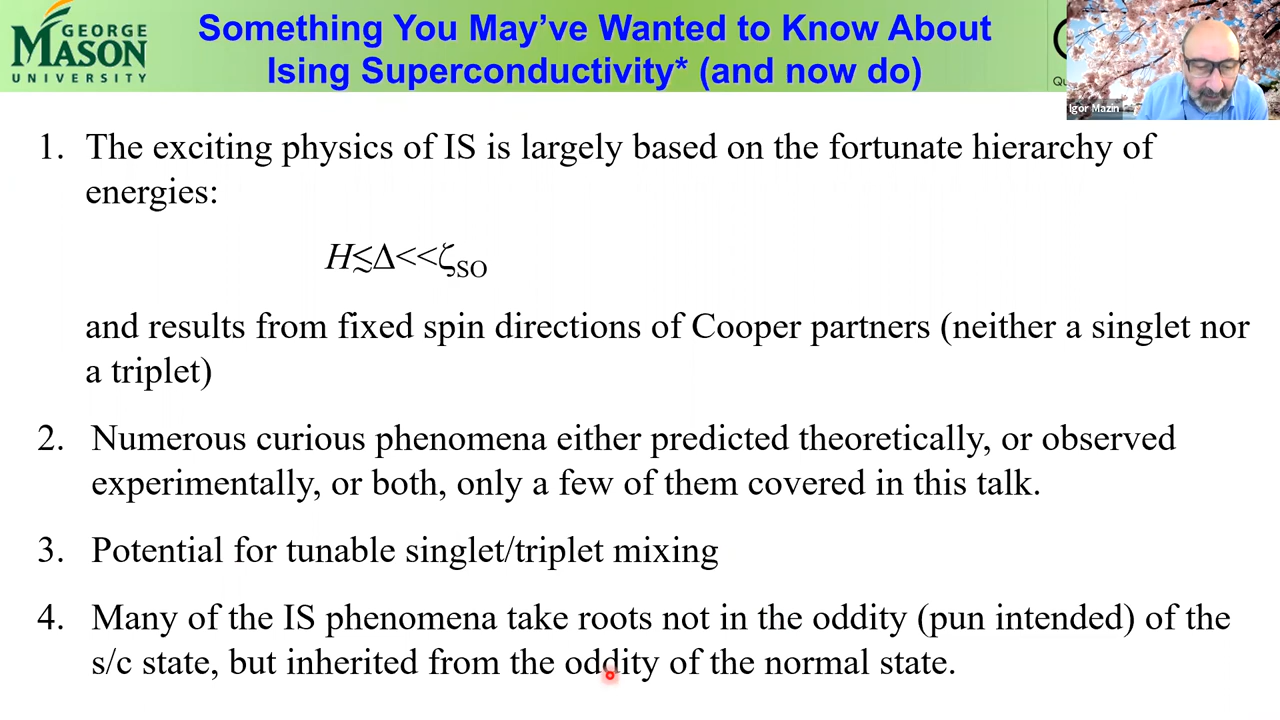 GEORGE
MASON
UNIVERSITY
Something You May’ve Wanted to Know About
Ising Superconductivity* (and now do)
Igor Mazin
1. The exciting physics of IS is largely based on the fortunate hierarchy of
energies:
H≲Δ<<ζSO
and results from fixed spin directions of Cooper partners (neither a singlet nor
a triplet)
2. Numerous curious phenomena either predicted theoretically, or observed
experimentally, or both, only a few of them covered in this talk.
3. Potential for tunable singlet/triplet mixing
4. Many of the IS phenomena take roots not in the oddity (pun intended) of the
s/c state, but inherited from the oddity of the normal state.